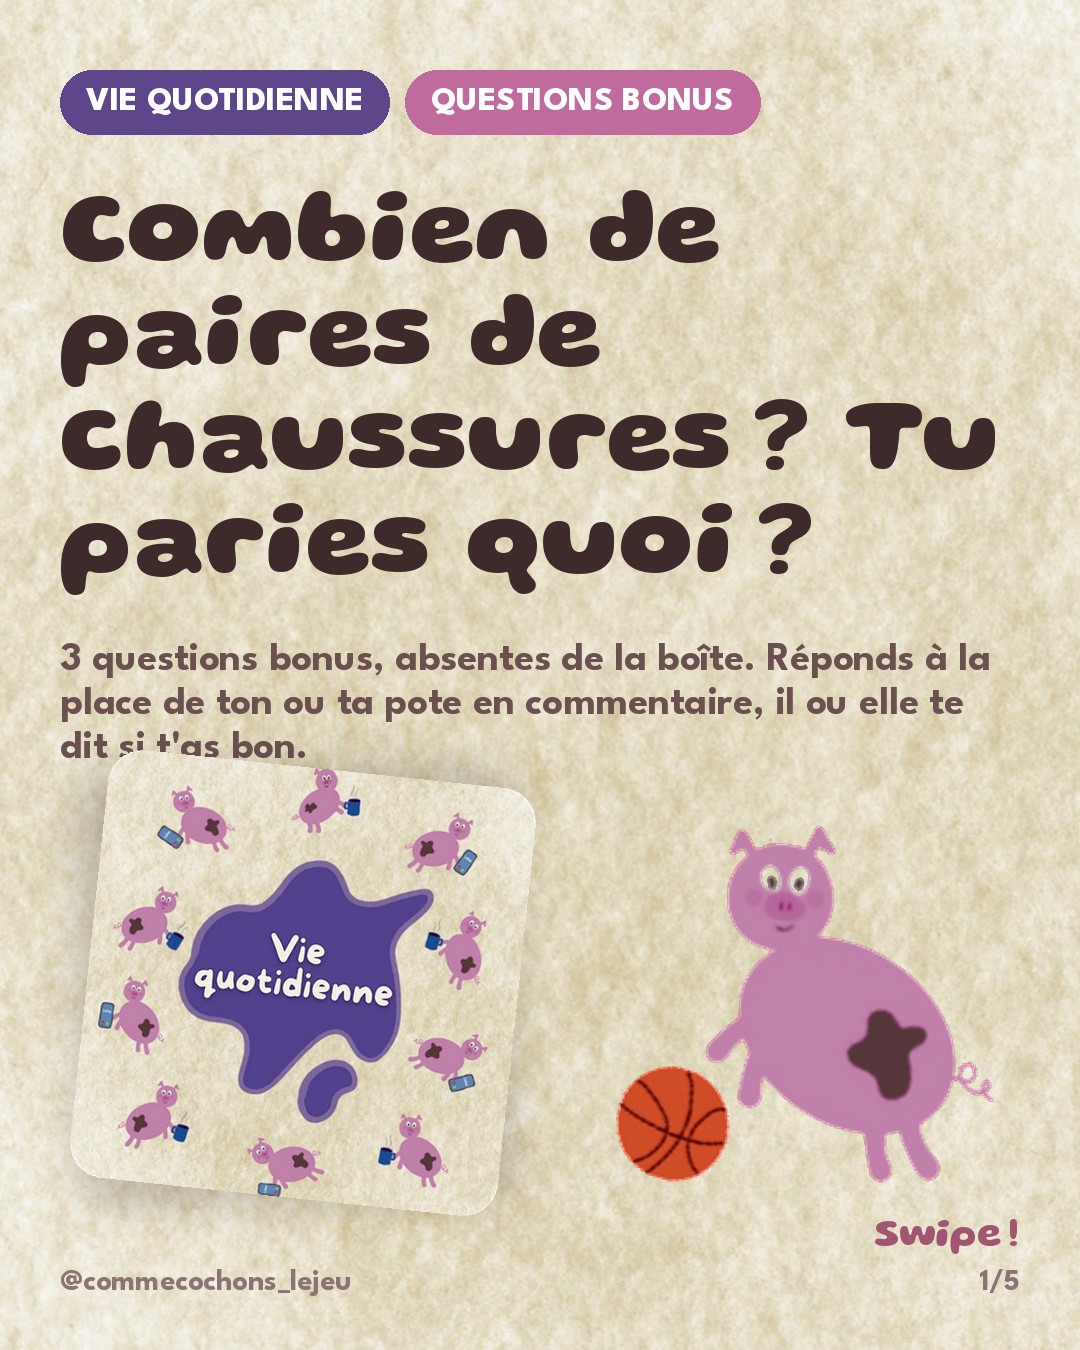 VIE QUOTIDIENNE QUESTIONS BONUS
Combien de
paires de
chaussures ? Tu
paries quoi ?
3 questions bonus, absentes de la boîte. Réponds à la
place de ton ou ta pote en commentaire, il ou elle te
dit si t'as bon.
Vie
quotidienne
Swipe !
@commecochons_lejeu 1/5